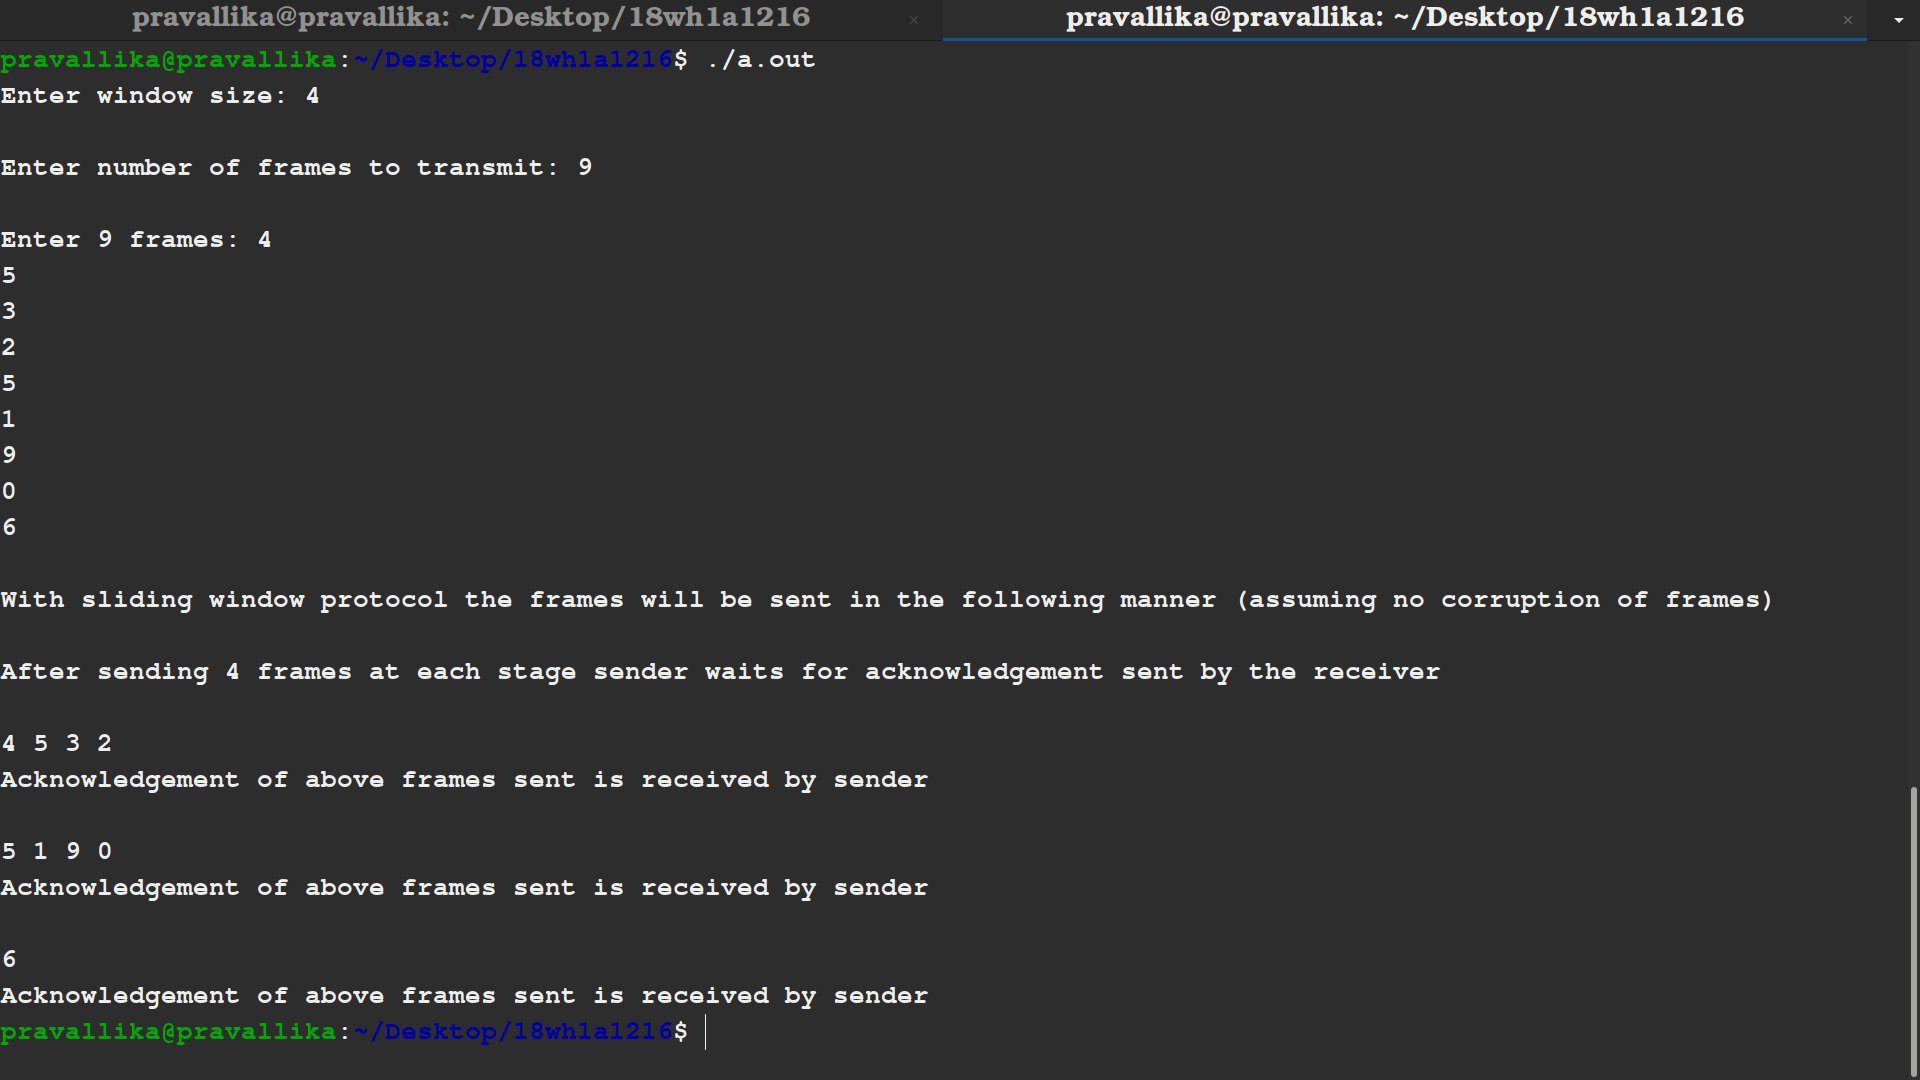 pravallika@pravallika: ~/Desktop/18wh1a1216 × pravallika@pravallika: ~/Desktop/18wh1a1216 ×
pravallika@pravallika:~/Desktop/18wh1a1216$ ./a.out
Enter window size: 4
Enter number of frames to transmit: 9
Enter 9 frames: 4
5
3
2
5
1
9
0
6
With sliding window protocol the frames will be sent in the following manner (assuming no corruption of frames)
After sending 4 frames at each stage sender waits for acknowledgement sent by the receiver
4 5 3 2
Acknowledgement of above frames sent is received by sender
5 1 9 0
Acknowledgement of above frames sent is received by sender
6
Acknowledgement of above frames sent is received by sender
pravallika@pravallika:~/Desktop/18wh1a1216$